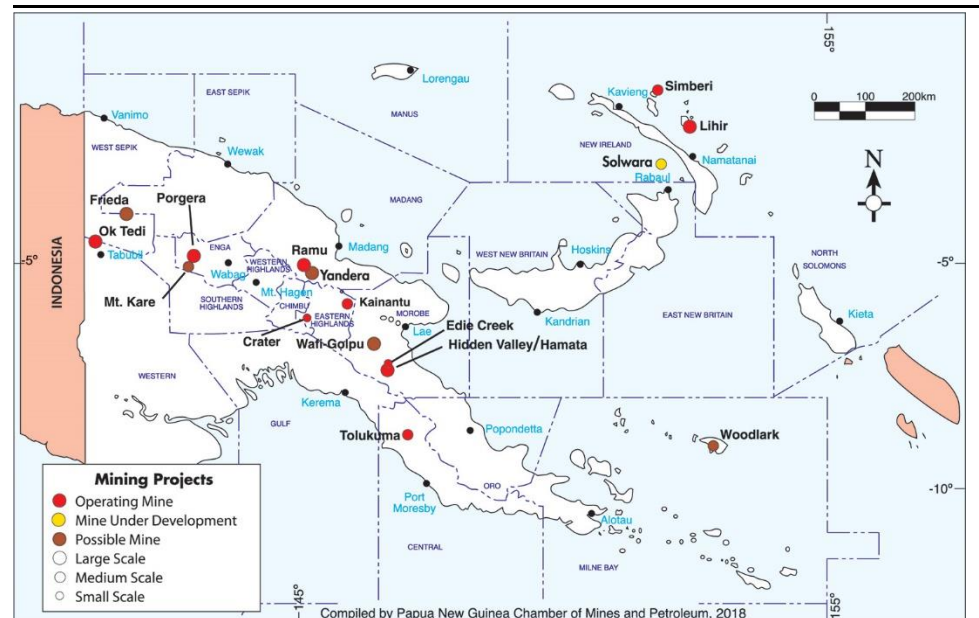 155°
Simberi
Lorengau
Kavieng
EAST SEPIK
0 100 200km
MANUS
Vanimo
Lihir
WEST SEPIK
NEW IRELAND
N
Wewak
Solwara
Namatanai
Rabaul
MADANG
Frieda
Porgera
Ok Tedi
Madang
ENGA
Ramu
WEST NEW BRITAIN
Hoskins
NORTH
SOLOMONS
-5°
Tabubil
Wabag
WESTERN
HIGHLANDS
Yandera
INDONESIA
Mt. Hagen
Mt. Kare
SOUTHERN
HIGHLANDS
CHIMBU
Kainantu
EASTERN
HIGHLANDS
MOROBE
Kandrian
EAST NEW BRITAIN
Kieta
Crater
Lae
Edie Creek
Wafi-Golpu
Hidden Valley/Hamata
WESTERN
Kerema
GULF
Tolukuma
Popondetta
Woodlark
Mining Projects
Operating Mine
Mine Under Development
Possible Mine
Large Scale
Medium Scale
Small Scale
Port
Moresby
ORO
-10°
Alotau
CENTRAL
MILNE BAY
145°
155°
Compiled by Papua New Guinea Chamber of Mines and Petroleum, 2018